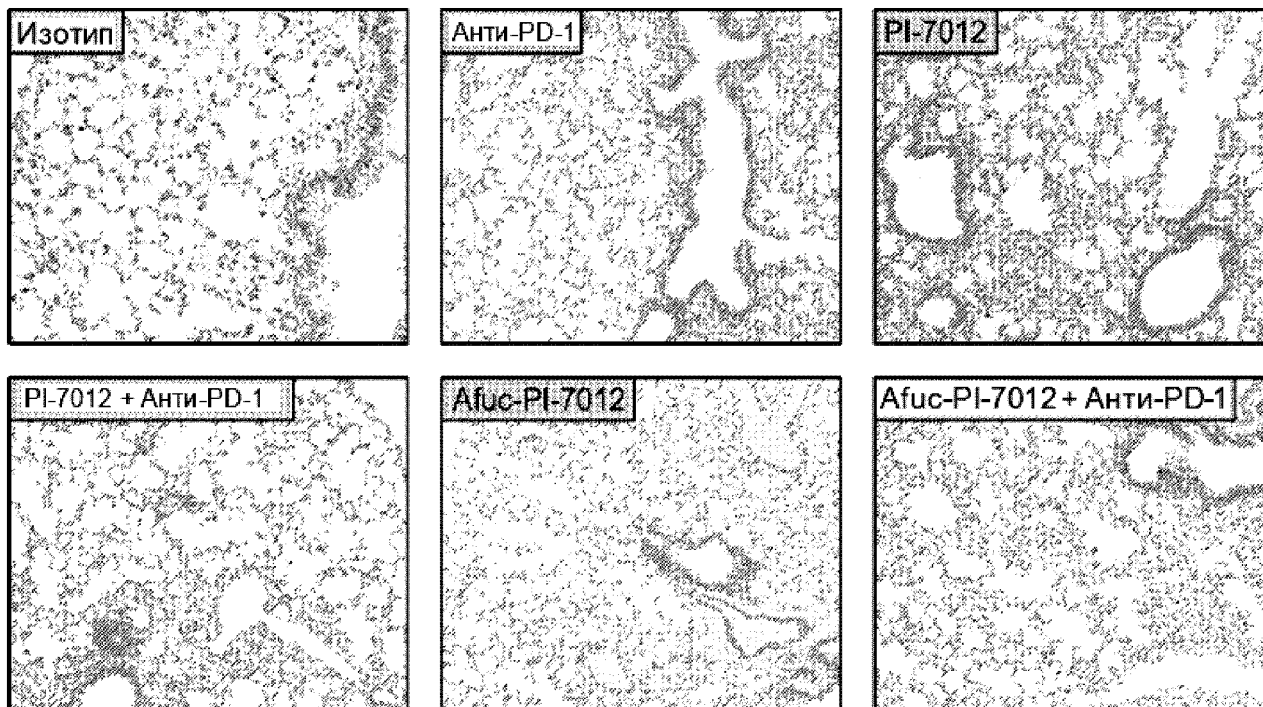 Изотип
Анти-PD-1
PI-7012
PI-7012 + Анти-PD-1
Afuc-PI-7012
Afuc-PI-7012 + Анти-PD-1